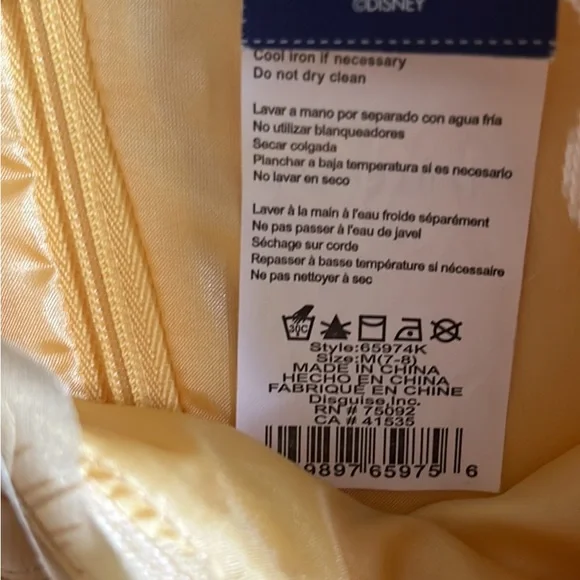 ©DISNEY
Cool iron if necessary
Do not dry clean
Lavar a mano por separado con agua fría
No utilizar blanqueadores
Secar colgada
Planchar a baja temperatura si es necesario
No lavar en seco
Laver à la main à l'eau froide séparément
Ne pas passer à l'eau de javel
Séchage sur corde
Repasser à basse température si nécessaire
Ne pas nettoyer à sec
30C
Style:65974K
Size:M(7-8)
MADE IN CHINA
HECHO EN CHINA
FABRIQUÉ EN CHINE
Disguise,Inc.
RN # 75092
CA # 41535
9897 65975 6